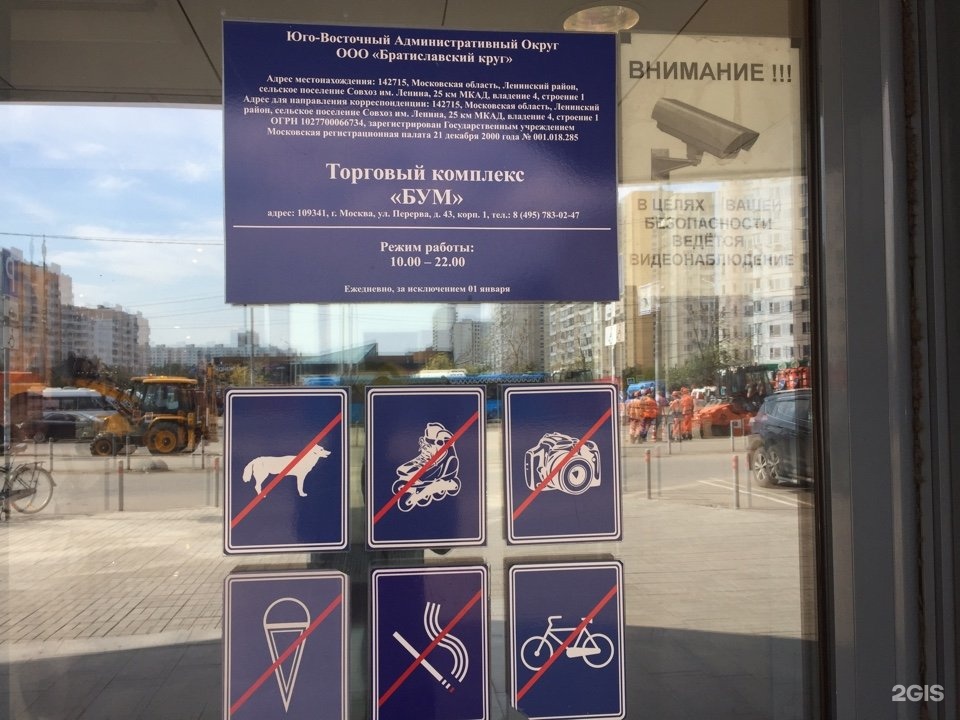 Юго-Восточный Административный Округ
ООО «Братиславский круг»
Адрес местонахождения: 142715, Московская область, Ленинский район,
сельское поселение Совхоз им. Ленина, 25 км МКАД, владение 4, строение 1
Адрес для направления корреспонденции: 142715, Московская область, Ленинский
район, сельское поселение Совхоз им. Ленина, 25 км МКАД, владение 4, строение 1
ОГРН 1027700066734, зарегистрирован Государственным учреждением
Московская регистрационная палата 21 декабря 2000 года № 001.018.285
Торговый комплекс
«БУМ»
адрес: 109341, г. Москва, ул. Перерва, д. 43, корп. 1, тел.: 8 (495) 783-02-47
Режим работы:
10.00 – 22.00
Ежедневно, за исключением 01 января
ВНИМАНИЕ !!!
В ЦЕЛЯХ ВАШЕЙ
БЕЗОПАСНОСТИ
ВЕДЁТСЯ
ВИДЕОНАБЛЮДЕНИЕ
2GIS